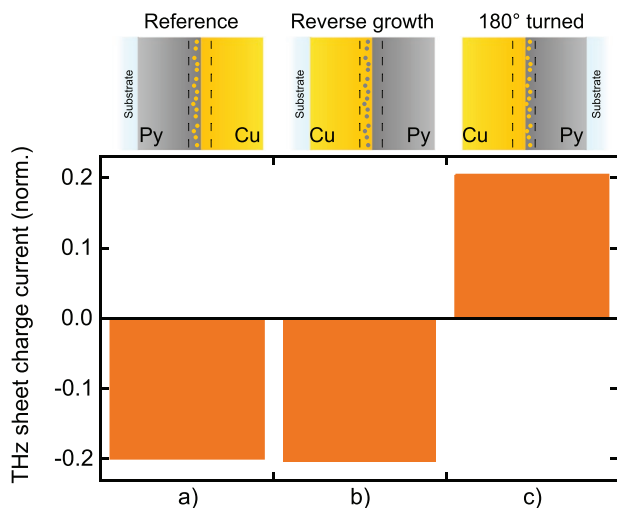 Reference Reverse growth 180° turned
Substrate Substrate Substrate
Py Cu Cu Py Cu Py
THz sheet charge current (norm.)
0.2
0.1
0.0
-0.1
-0.2
a) b) c)